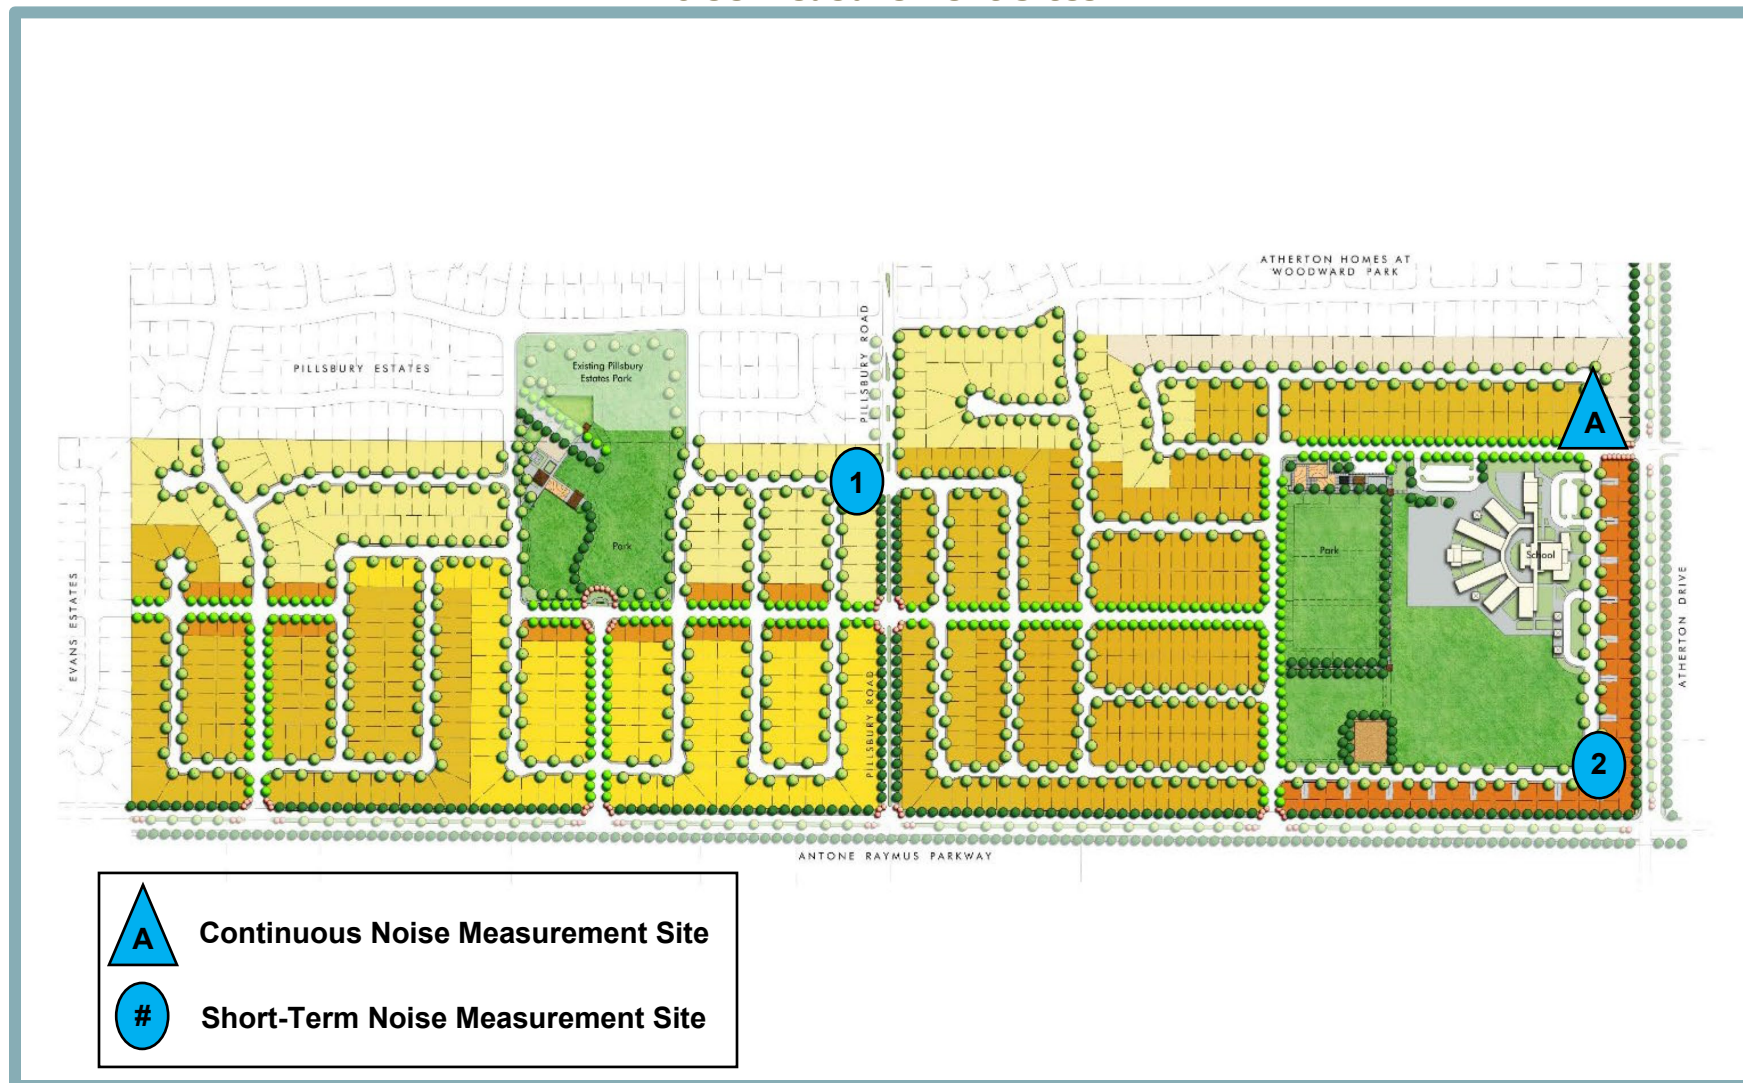 ATHERTON HOMES AT
WOODWARD PARK
PILLSBURY ROAD
PILLSBURY ESTATES
Existing Pillsbury
Estates Park
A
1
Park
Park
School
EVANS ESTATES
ATHERTON DRIVE
PILLSBURY ROAD
2
ANTONE RAYMUS PARKWAY
A
Continuous Noise Measurement Site
#
Short-Term Noise Measurement Site